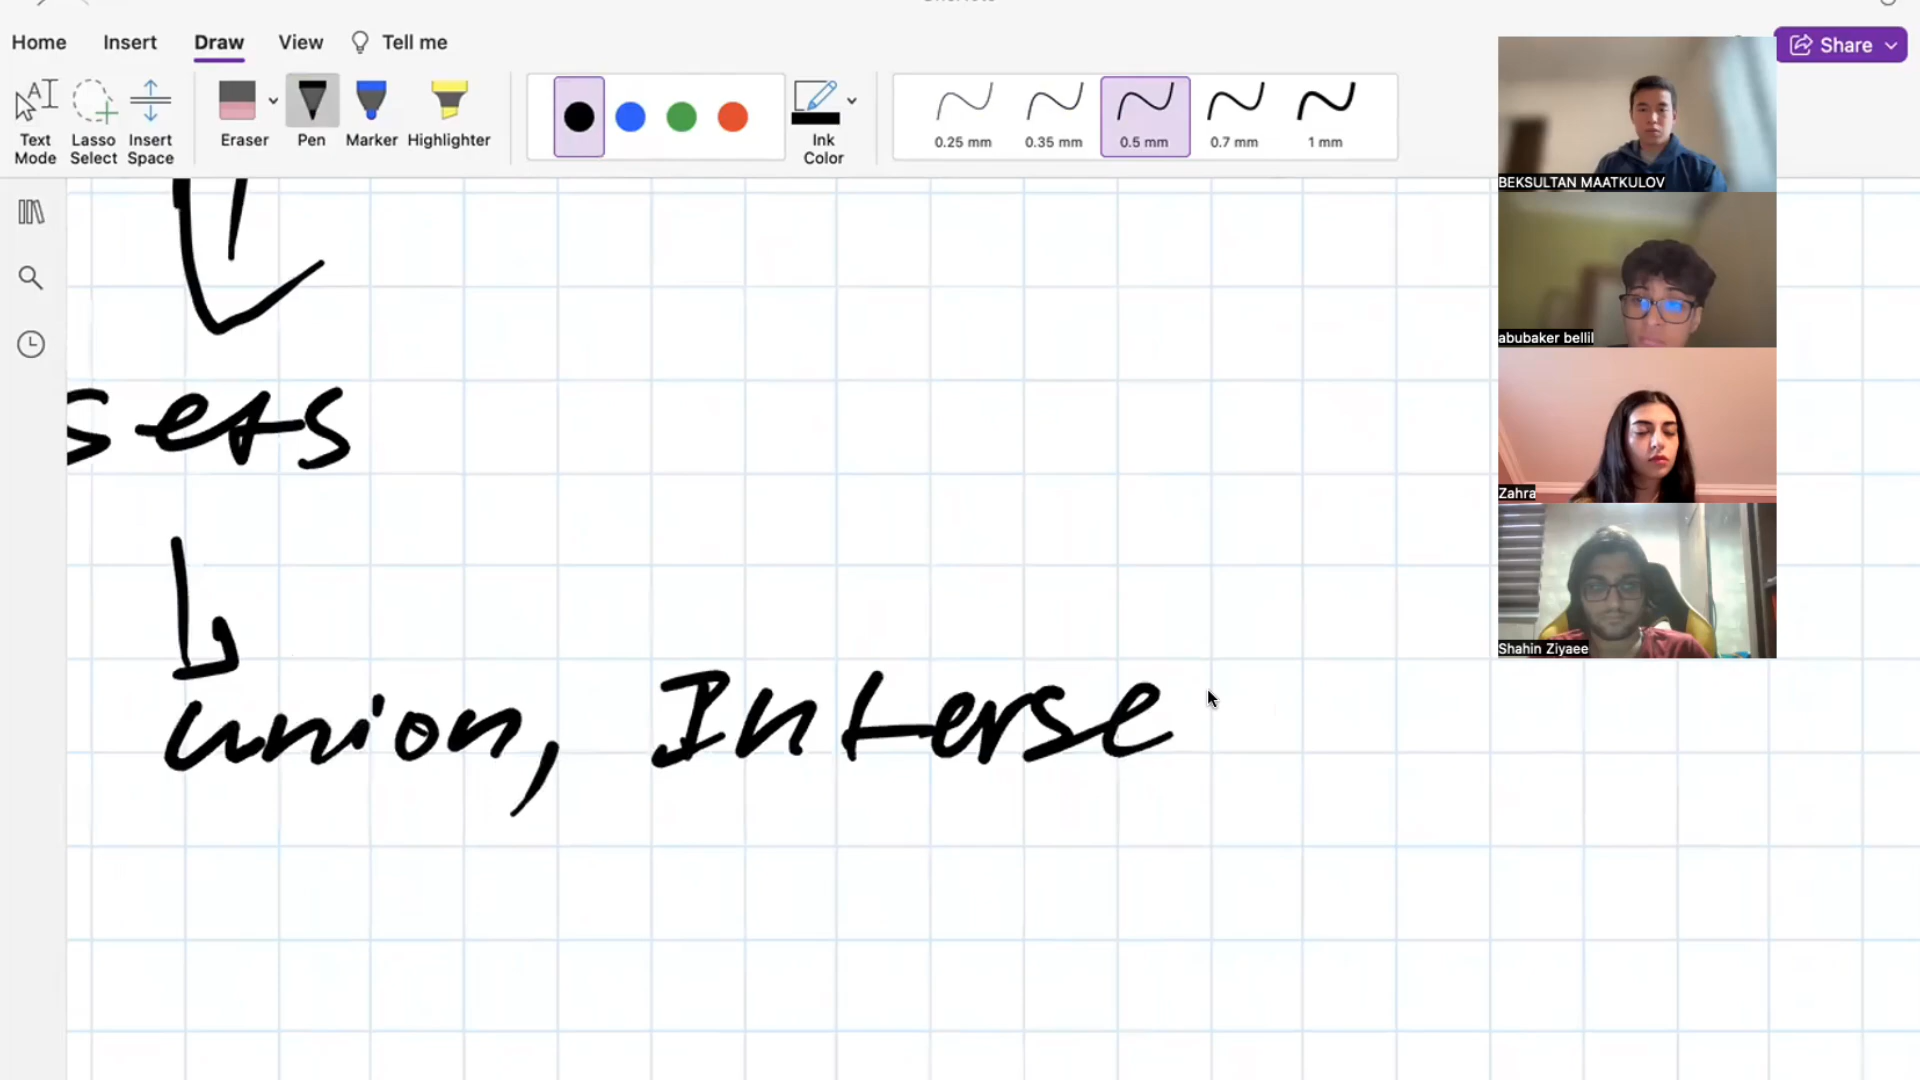 Home Insert Draw View Tell me
Share
Text Mode
Lasso Select
Insert Space
Eraser
Pen
Marker
Highlighter
Ink Color
0.25 mm
0.35 mm
0.5 mm
0.7 mm
1 mm
BEKSULTAN MAATKULOV
abubaker bellil
Zahra
Shahin Ziyaee
sets
union, Interse